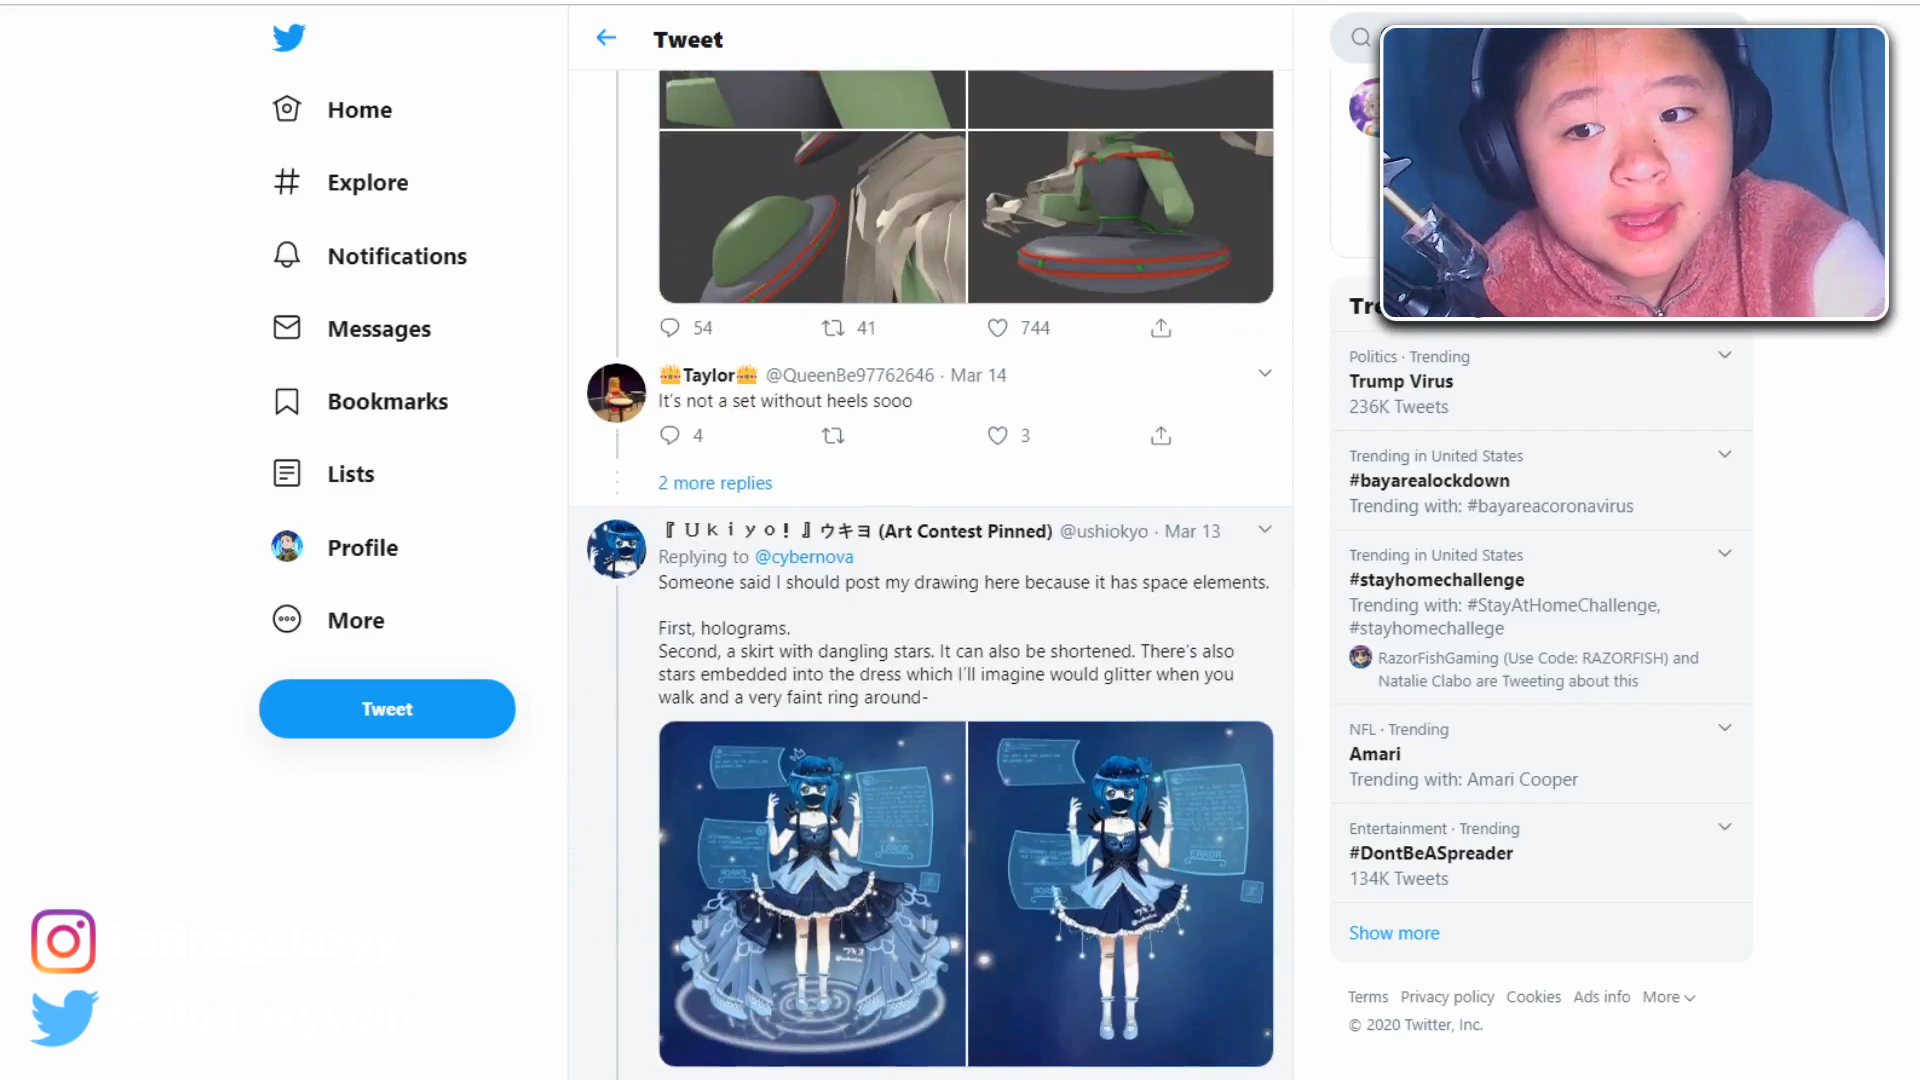 Tweet
Home
Explore
Notifications
Messages
Bookmarks
Lists
Profile
More
Tweet
54
41
744
Taylor @QueenBe97762646 · Mar 14
It's not a set without heels sooo
4
3
2 more replies
『Ｕｋｉｙｏ！』ウキヨ (Art Contest Pinned) @ushiokyo · Mar 13
Replying to @cybernova
Someone said I should post my drawing here because it has space elements.
First, holograms.
Second, a skirt with dangling stars. It can also be shortened. There's also
stars embedded into the dress which I'll imagine would glitter when you
walk and a very faint ring around-
ERROR
ERROR
Politics · Trending
Trump Virus
236K Tweets
Trending in United States
#bayarealockdown
Trending with: #bayareacoronavirus
Trending in United States
#stayhomechallenge
Trending with: #StayAtHomeChallenge,
#stayhomechallege
RazorFishGaming (Use Code: RAZORFISH) and
Natalie Clabo are Tweeting about this
NFL · Trending
Amari
Trending with: Amari Cooper
Entertainment · Trending
#DontBeASpreader
134K Tweets
Show more
Terms Privacy policy Cookies Ads info More
© 2020 Twitter, Inc.
karinagalaxyy
realgalaxyygirl